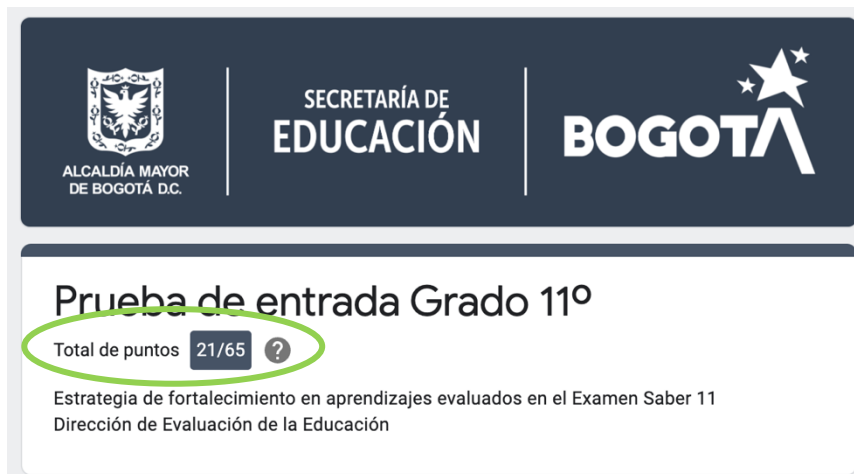 ALCALDÍA MAYOR
DE BOGOTÁ D.C.
SECRETARÍA DE
EDUCACIÓN
BOGOTÁ
Prueba de entrada Grado 11º
Total de puntos 21/65 ?
Estrategia de fortalecimiento en aprendizajes evaluados en el Examen Saber 11
Dirección de Evaluación de la Educación